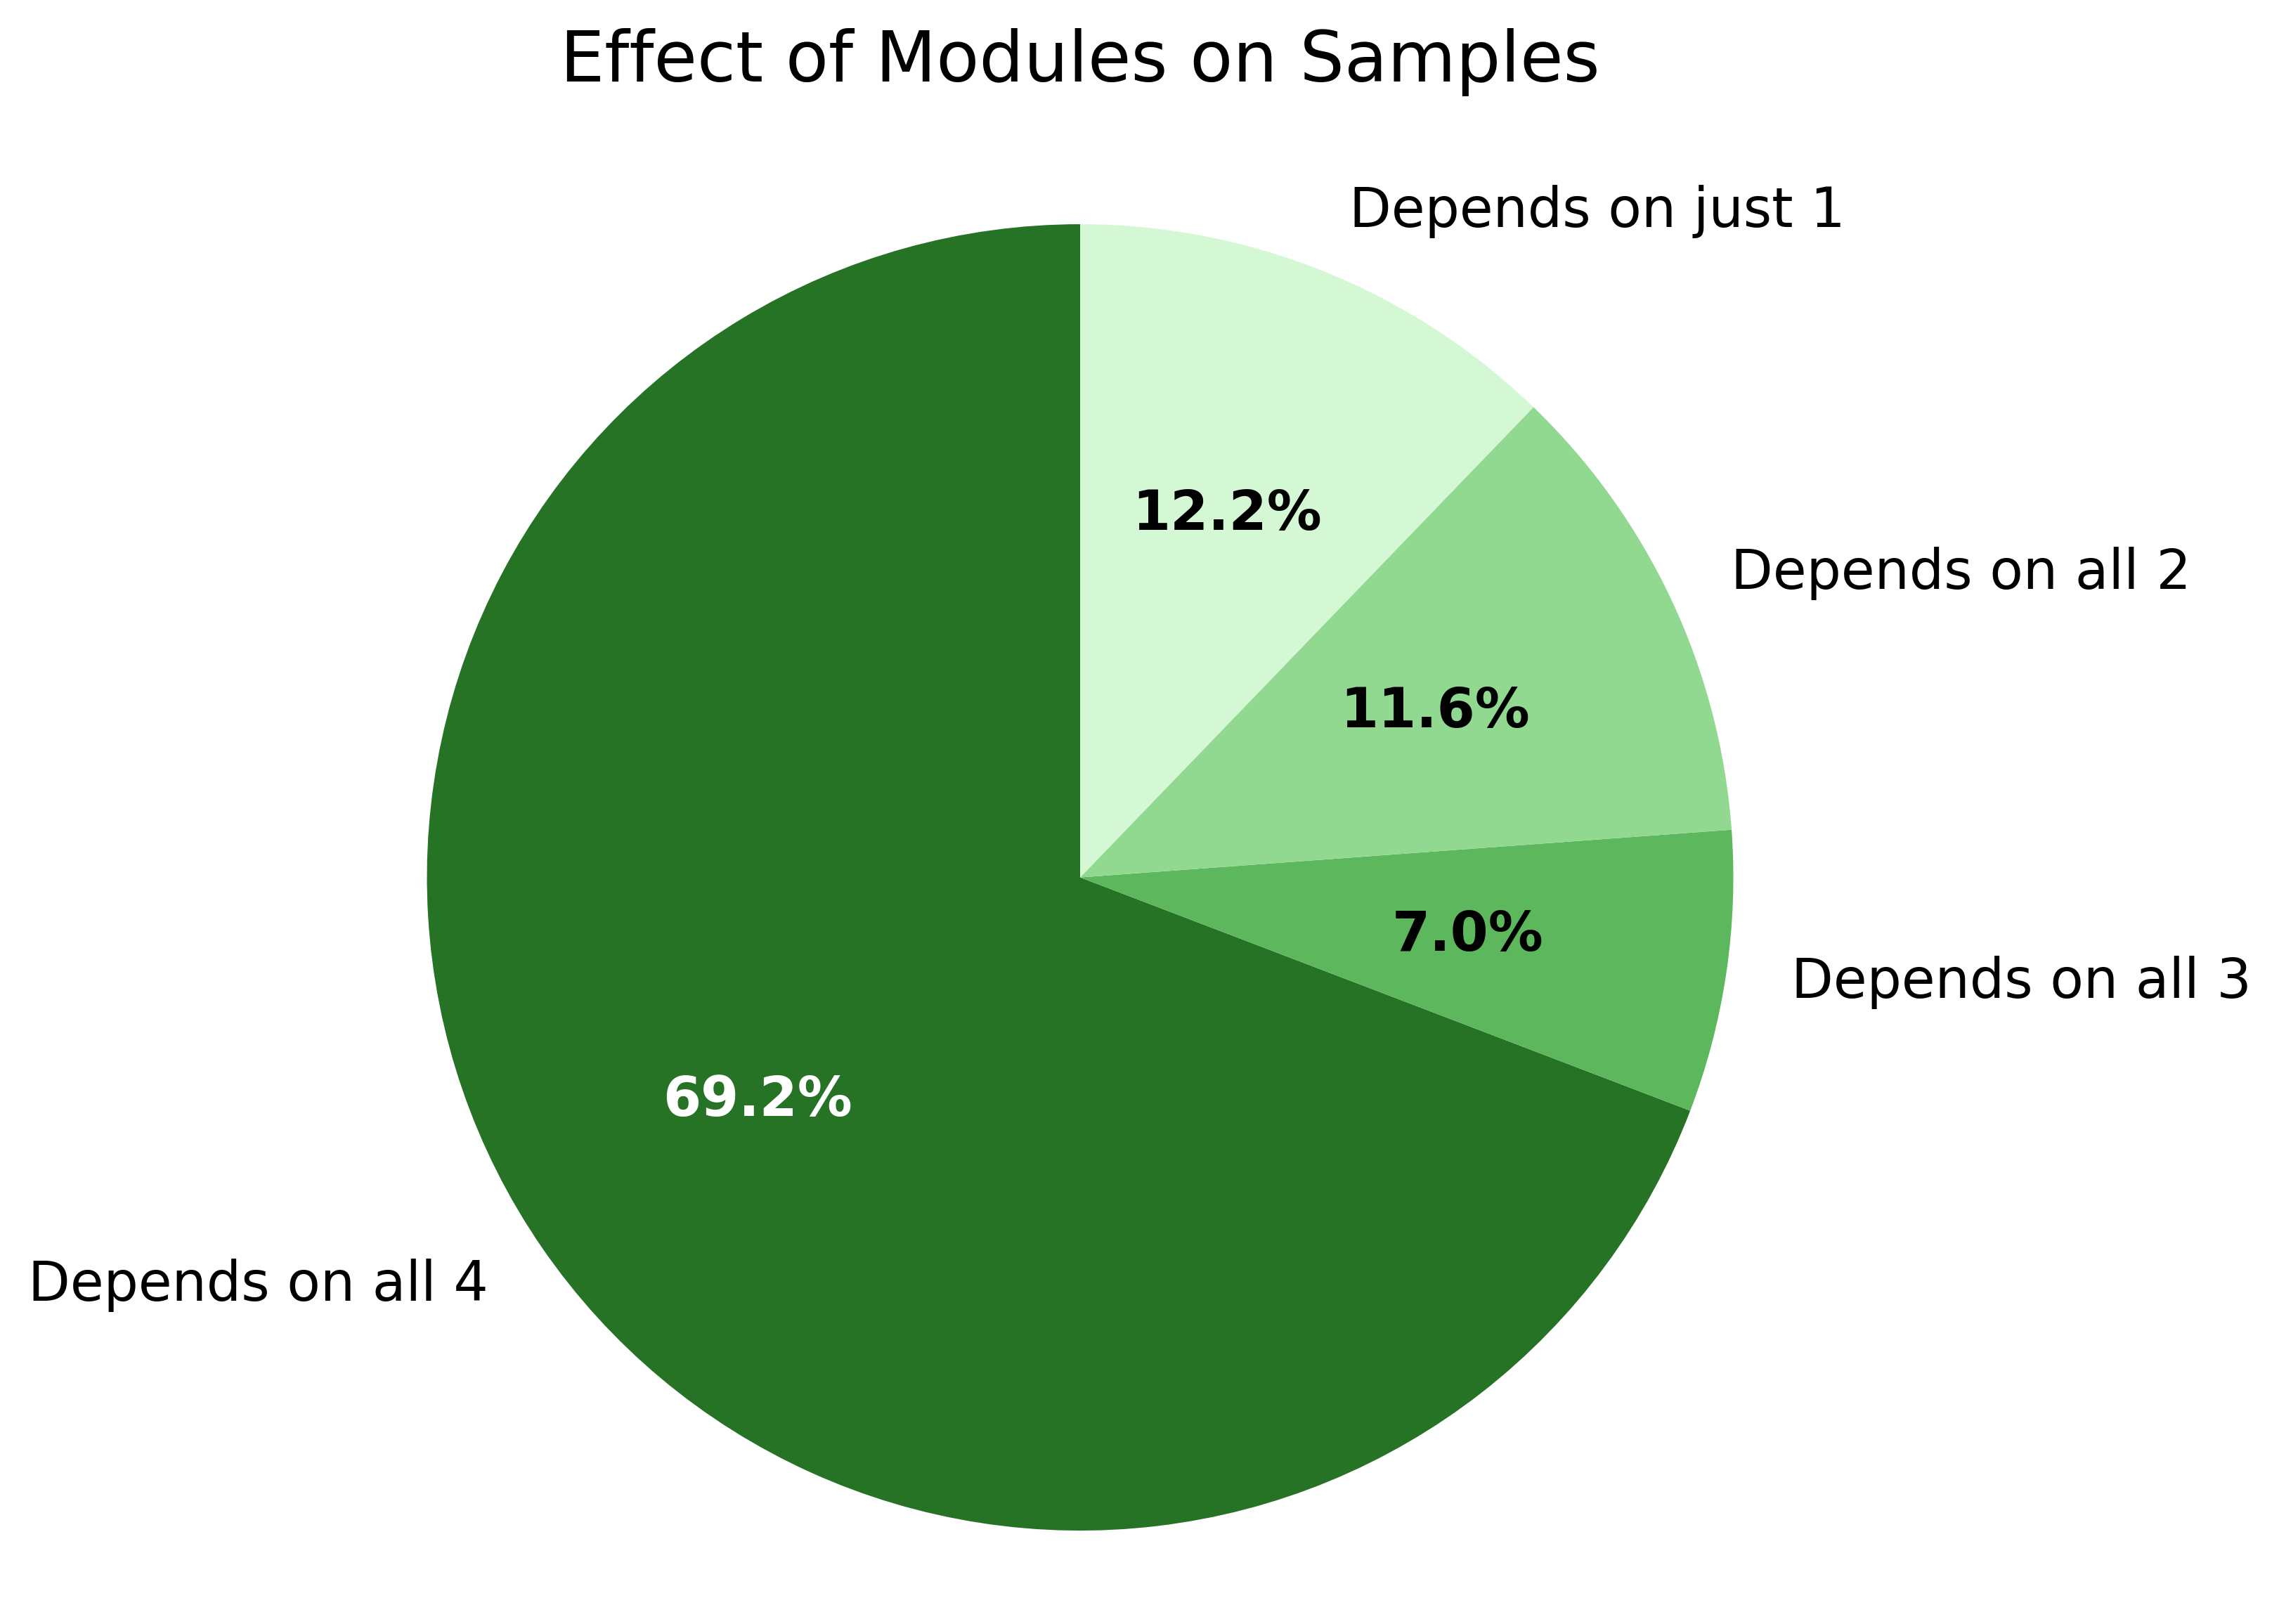 Effect of Modules on Samples
Depends on just 1
12.2%
Depends on all 2
11.6%
7.0%
Depends on all 3
69.2%
Depends on all 4